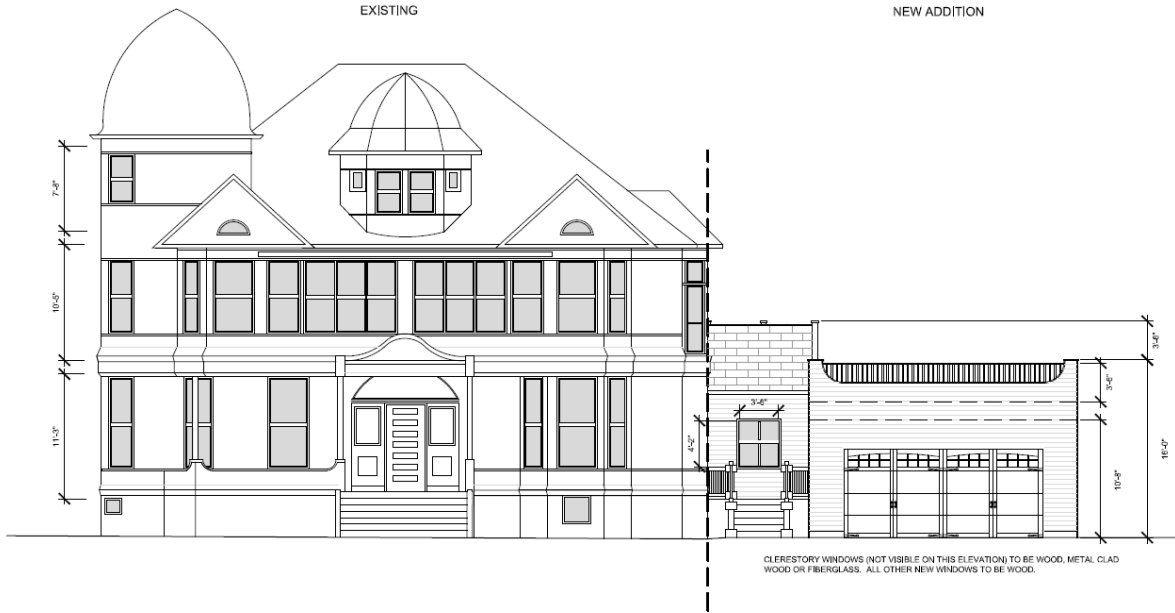 EXISTING
NEW ADDITION
7'-8"
10'-5"
11'-3"
3'-6"
4'-2"
3'-6"
3'-6"
10'-8"
16'-0"
CLERESTORY WINDOWS (NOT VISIBLE ON THIS ELEVATION) TO BE WOOD, METAL CLAD
WOOD OR FIBERGLASS. ALL OTHER NEW WINDOWS TO BE WOOD.